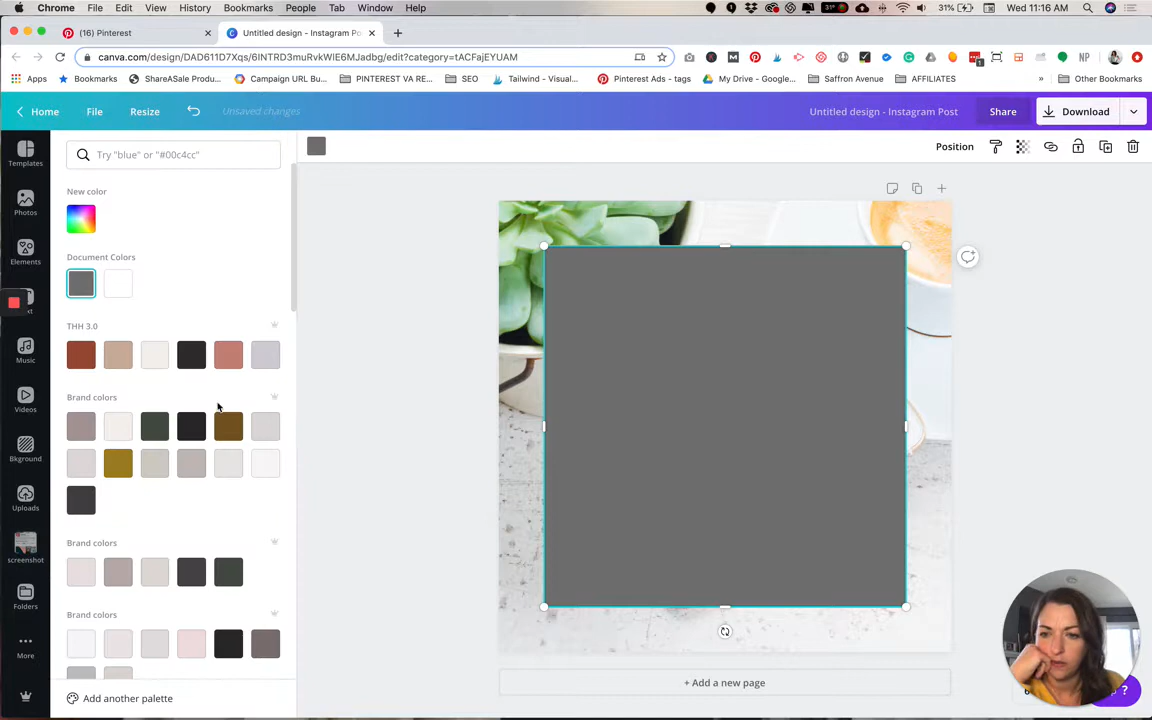 Chrome File Edit View History Bookmarks People Tab Window Help
31° 31% Wed Jan 11:16 AM
(16) Pinterest
Untitled design - Instagram Po
canva.com/design/DAD611D7Xqs/6INTRD3muRvkWIE6MJadbg/edit?category=tACFajEYUAM
Apps Bookmarks ShareASale Produ... Campaign URL Bu... PINTEREST VA RE... SEO Tailwind - Visual... Pinterest Ads - tags My Drive - Google... Saffron Avenue AFFILIATES » Other Bookmarks
Home File Resize Unsaved changes Untitled design - Instagram Post Share Download
Templates
Photos
Elements
Music
Videos
Bkground
Uploads
screenshot
Folders
More
Try "blue" or "#00c4cc"
New color
Document Colors
THH 3.0
Brand colors
Brand colors
Brand colors
Add another palette
Position
+ Add a new page
?